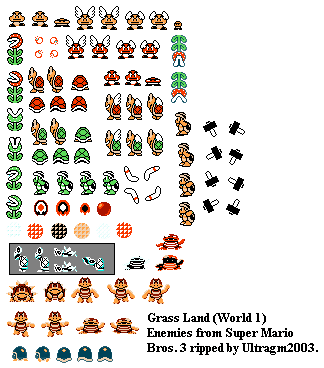 Grass Land (World 1)
Enemies from Super Mario
Bros. 3 ripped by Ultragm2003.